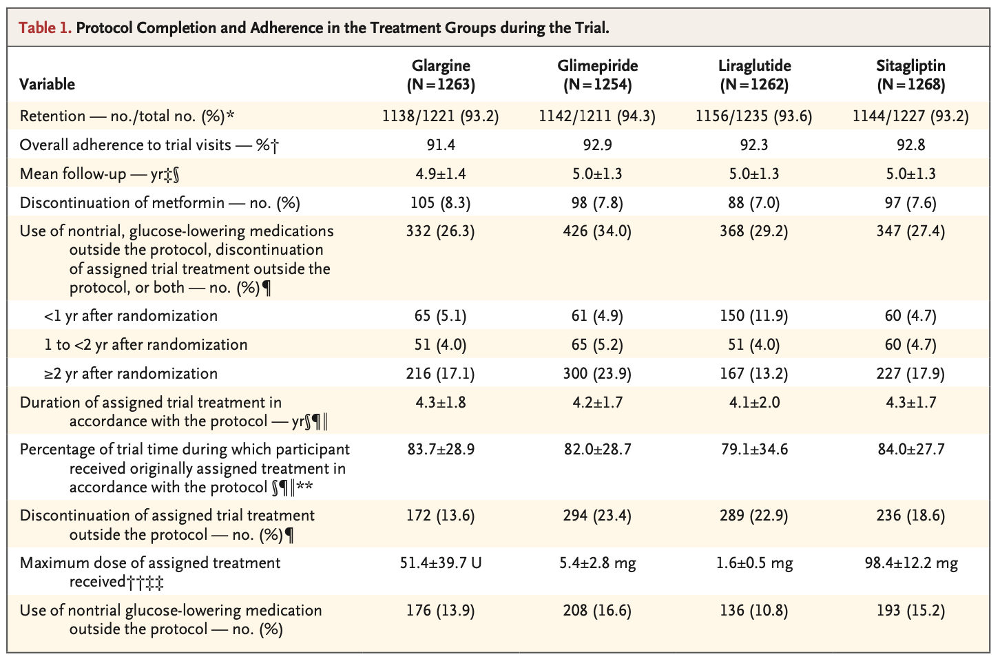 Table 1. Protocol Completion and Adherence in the Treatment Groups during the Trial.
Variable Glargine (N=1263) Glimepiride (N=1254) Liraglutide (N=1262) Sitagliptin (N=1268)
Retention — no./total no. (%)* 1138/1221 (93.2) 1142/1211 (94.3) 1156/1235 (93.6) 1144/1227 (93.2)
Overall adherence to trial visits — %† 91.4 92.9 92.3 92.8
Mean follow-up — yr‡§ 4.9±1.4 5.0±1.3 5.0±1.3 5.0±1.3
Discontinuation of metformin — no. (%) 105 (8.3) 98 (7.8) 88 (7.0) 97 (7.6)
Use of nontrial, glucose-lowering medications 332 (26.3) 426 (34.0) 368 (29.2) 347 (27.4)
outside the protocol, discontinuation
of assigned trial treatment outside the
protocol, or both — no. (%)¶
<1 yr after randomization 65 (5.1) 61 (4.9) 150 (11.9) 60 (4.7)
1 to <2 yr after randomization 51 (4.0) 65 (5.2) 51 (4.0) 60 (4.7)
≥2 yr after randomization 216 (17.1) 300 (23.9) 167 (13.2) 227 (17.9)
Duration of assigned trial treatment in 4.3±1.8 4.2±1.7 4.1±2.0 4.3±1.7
accordance with the protocol — yr§¶‖
Percentage of trial time during which participant 83.7±28.9 82.0±28.7 79.1±34.6 84.0±27.7
received originally assigned treatment in
accordance with the protocol §¶‖**
Discontinuation of assigned trial treatment 172 (13.6) 294 (23.4) 289 (22.9) 236 (18.6)
outside the protocol — no. (%)¶
Maximum dose of assigned treatment 51.4±39.7 U 5.4±2.8 mg 1.6±0.5 mg 98.4±12.2 mg
received††‡‡
Use of nontrial glucose-lowering medication 176 (13.9) 208 (16.6) 136 (10.8) 193 (15.2)
outside the protocol — no. (%)